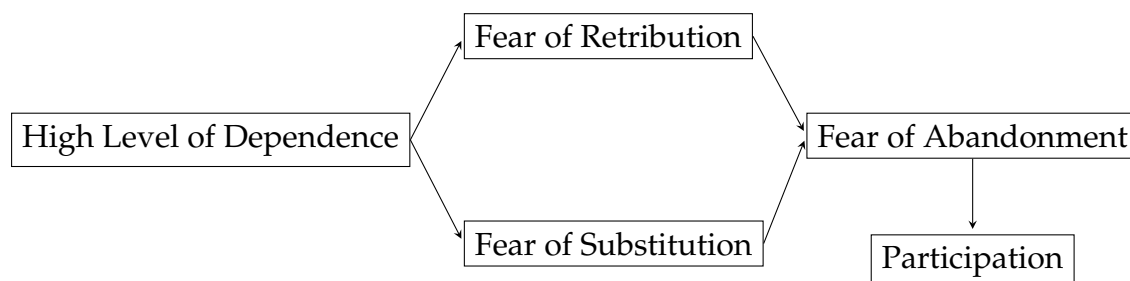 Fear of Retribution
High Level of Dependence
Fear of Abandonment
Fear of Substitution
Participation